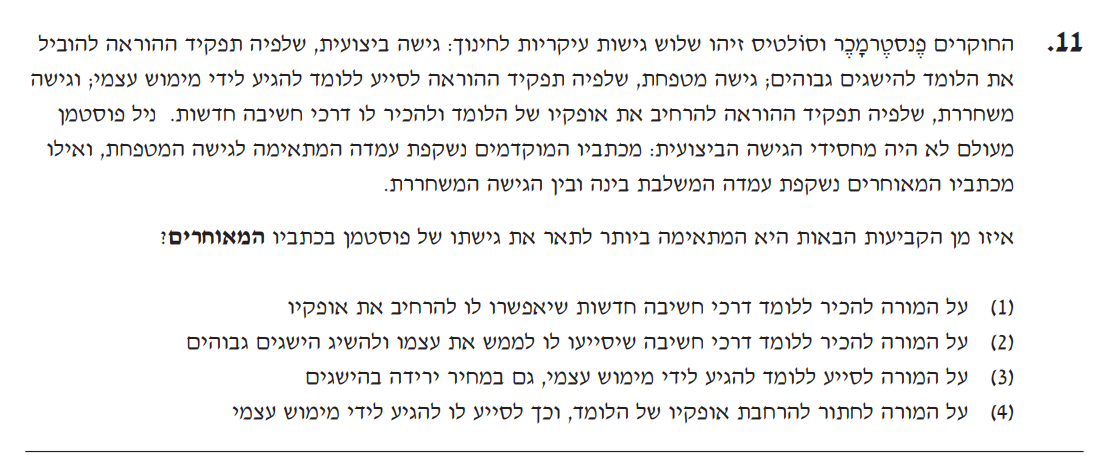 11. החוקרים פֶנסטֶרמָכֶר וסוֹלטיס זיהו שלוש גישות עיקריות לחינוך: גישה ביצועית, שלפיה תפקיד ההוראה להוביל
את הלומד להישגים גבוהים; גישה מטפחת, שלפיה תפקיד ההוראה לסייע ללומד להגיע לידי מימוש עצמי; וגישה
משחררת, שלפיה תפקיד ההוראה להרחיב את אופקיו של הלומד ולהכיר לו דרכי חשיבה חדשות. ניל פוסטמן
מעולם לא היה מחסידי הגישה הביצועית: מכתביו המוקדמים נשקפת עמדה המתאימה לגישה המטפחת, ואילו
מכתביו המאוחרים נשקפת עמדה המשלבת בינה ובין הגישה המשחררת.
איזו מן הקביעות הבאות היא המתאימה ביותר לתאר את גישתו של פוסטמן בכתביו המאוחרים?
(1) על המורה להכיר ללומד דרכי חשיבה חדשות שיאפשרו לו להרחיב את אופקיו
(2) על המורה להכיר ללומד דרכי חשיבה שיסייעו לו לממש את עצמו ולהשיג הישגים גבוהים
(3) על המורה לסייע ללומד להגיע לידי מימוש עצמי, גם במחיר ירידה בהישגים
(4) על המורה לחתור להרחבת אופקיו של הלומד, וכך לסייע לו להגיע לידי מימוש עצמי